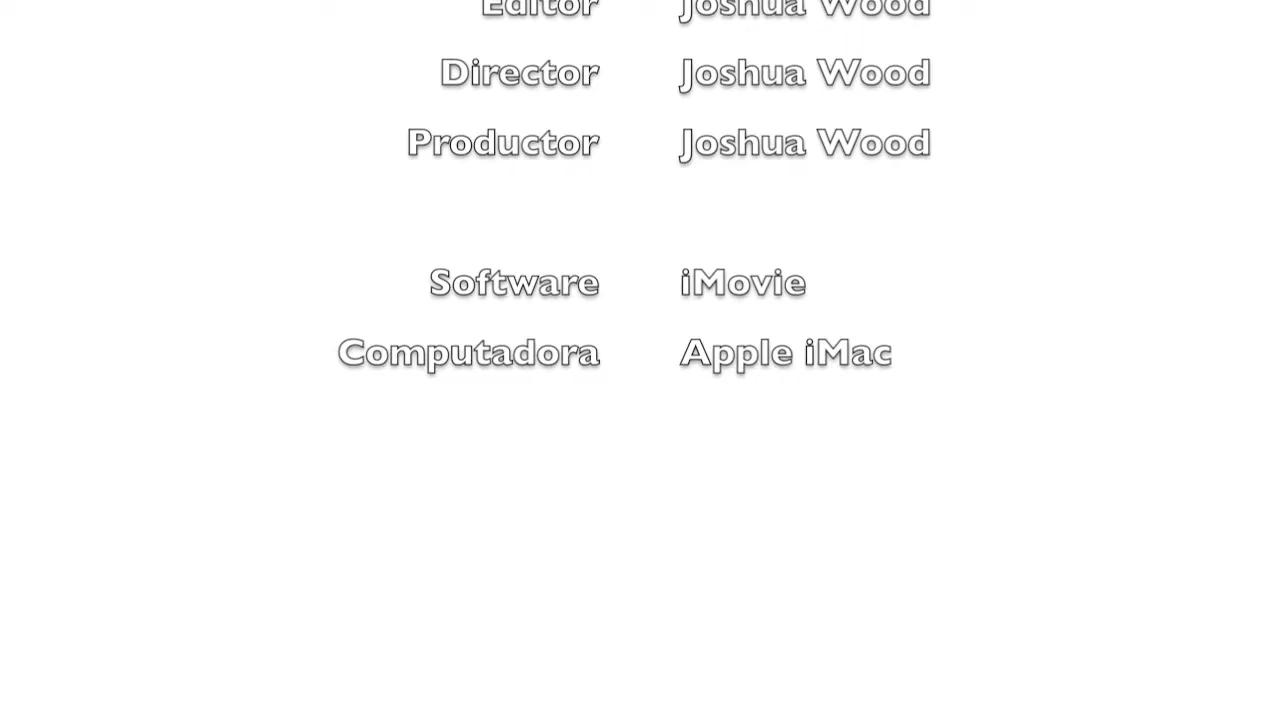 Editor Joshua Wood
Director Joshua Wood
Productor Joshua Wood
Software iMovie
Computadora Apple iMac